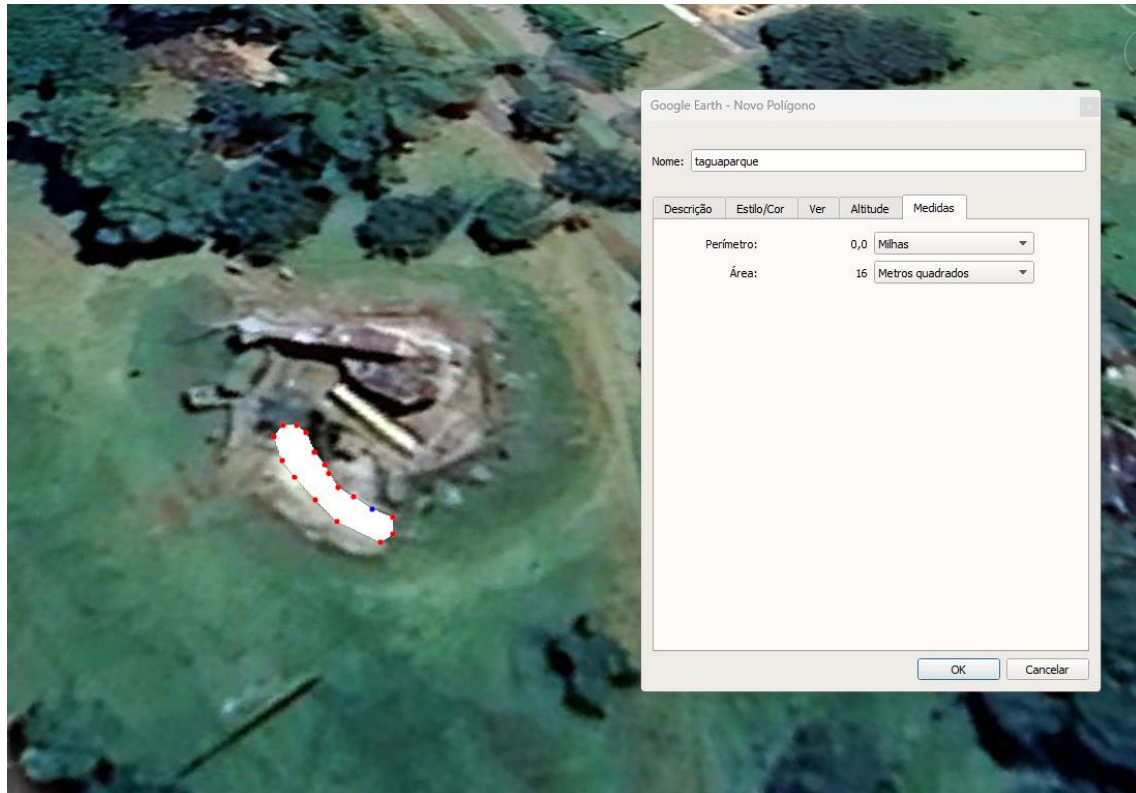 Google Earth - Novo Polígono
Nome: taguaparque
Descrição Estilo/Cor Ver Altitude Medidas
Perímetro: 0,0 Milhas
Área: 16 Metros quadrados
OK Cancelar